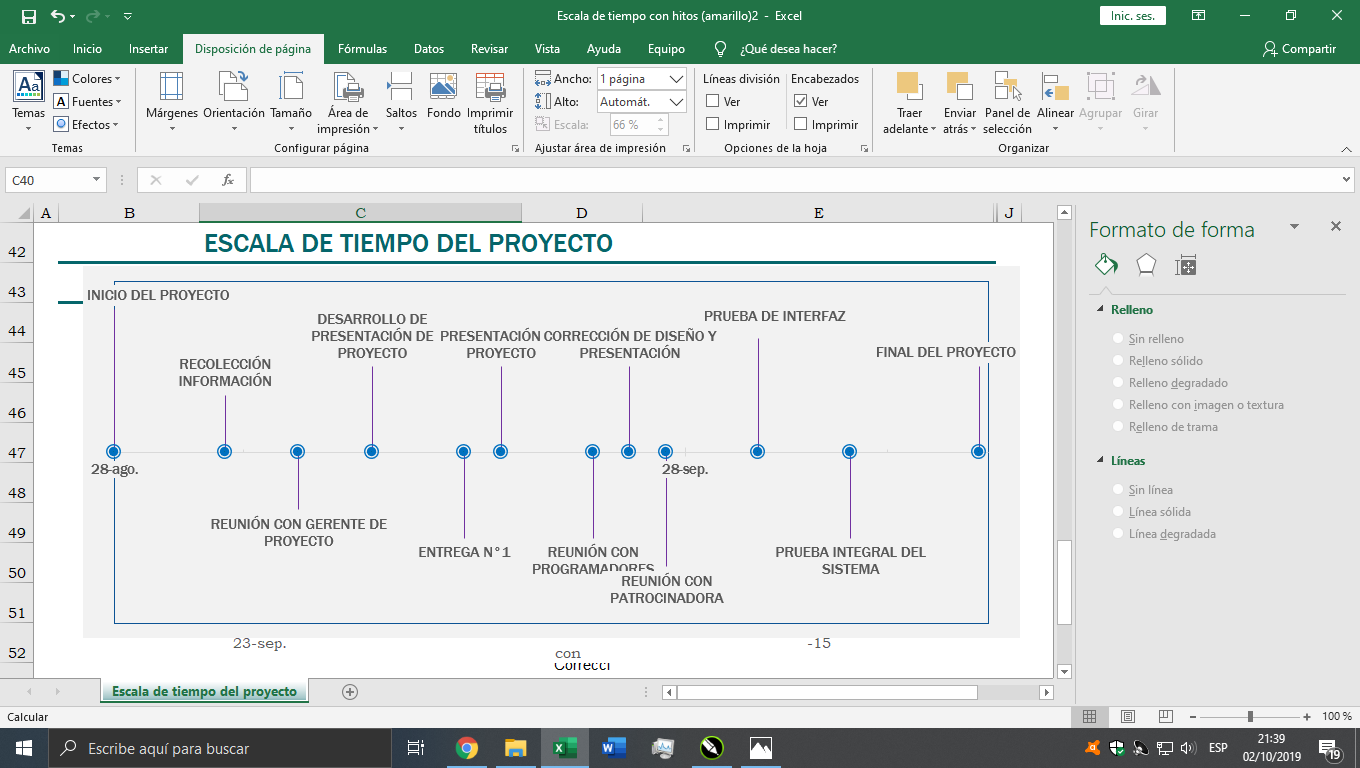 Escala de tiempo con hitos (amarillo)2 - Excel
Inic. ses.
Archivo Inicio Insertar Disposición de página Fórmulas Datos Revisar Vista Ayuda Equipo ¿Qué desea hacer? Compartir
Temas
Colores
Fuentes
Efectos
Temas
Márgenes
Orientación
Tamaño
Área de impresión
Saltos
Fondo
Imprimir títulos
Configurar página
Ancho: 1 página
Alto: Automát.
Escala: 66 %
Ajustar área de impresión
Líneas división
Ver
Imprimir
Encabezados
Ver
Imprimir
Opciones de la hoja
Traer adelante
Enviar atrás
Panel de selección
Alinear
Agrupar
Girar
Organizar
C40
fx
A B C D E J
42
43
44
45
46
47
48
49
50
51
52
ESCALA DE TIEMPO DEL PROYECTO
INICIO DEL PROYECTO
RECOLECCIÓN
INFORMACIÓN
DESARROLLO DE
PRESENTACIÓN DE
PROYECTO
PRESENTACIÓN
PROYECTO
CORRECCIÓN DE DISEÑO Y
PRESENTACIÓN
PRUEBA DE INTERFAZ
FINAL DEL PROYECTO
28-ago.
28-sep.
REUNIÓN CON GERENTE DE
PROYECTO
ENTREGA N°1
REUNIÓN CON
PROGRAMADORES
REUNIÓN CON
PATROCINADORA
PRUEBA INTEGRAL DEL
SISTEMA
23-sep.
con
Correcci
-15
Formato de forma
Relleno
Sin relleno
Relleno sólido
Relleno degradado
Relleno con imagen o textura
Relleno de trama
Líneas
Sin línea
Línea sólida
Línea degradada
Escala de tiempo del proyecto
Calcular
100 %
Escribe aquí para buscar
ESP
21:39
02/10/2019
19